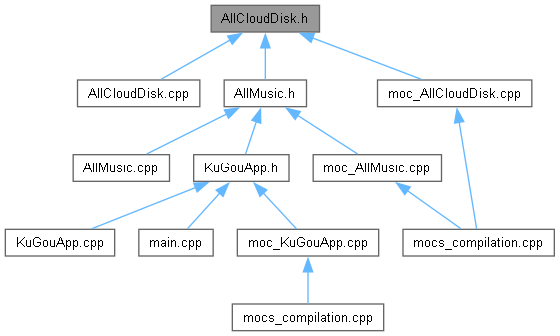 AllCloudDisk.h
AllCloudDisk.cpp
AllMusic.h
moc_AllCloudDisk.cpp
AllMusic.cpp
KuGouApp.h
moc_AllMusic.cpp
KuGouApp.cpp
main.cpp
moc_KuGouApp.cpp
mocs_compilation.cpp
mocs_compilation.cpp